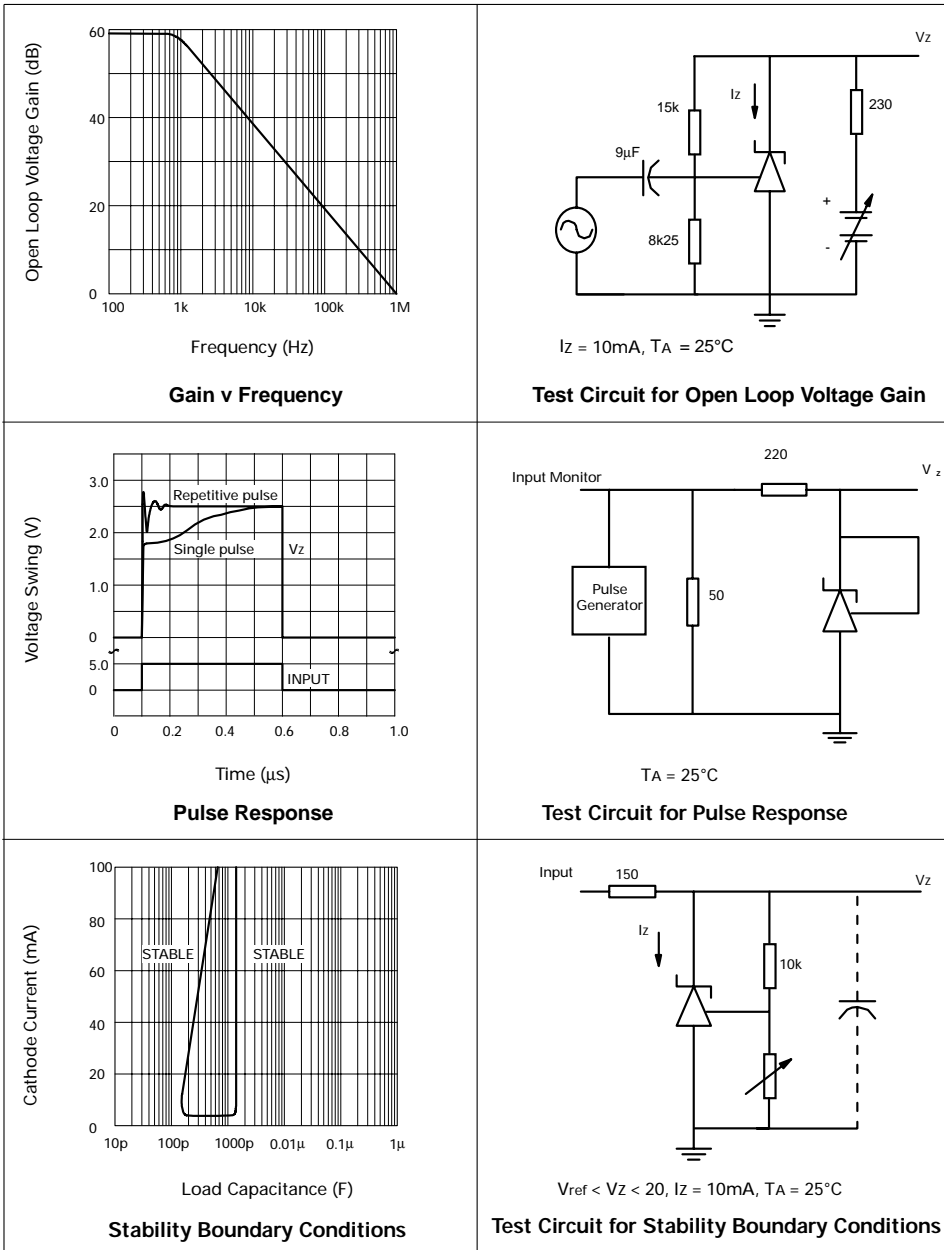 60
40
20
0
100
1k
10k
100k
1M
Open Loop Voltage Gain (dB)
Frequency (Hz)
Gain v Frequency
VZ
IZ
15k
230
9µF
8k25
+
-
IZ = 10mA, TA = 25°C
Test Circuit for Open Loop Voltage Gain
3.0
2.0
1.0
0
5.0
0
Voltage Swing (V)
Repetitive pulse
Single pulse
Vz
INPUT
0
0.2
0.4
0.6
0.8
1.0
Time (µs)
Pulse Response
220
Input Monitor
V z
Pulse
Generator
50
TA = 25°C
Test Circuit for Pulse Response
100
80
60
40
20
0
Cathode Current (mA)
STABLE
STABLE
10p
100p
1000p
0.01µ
0.1µ
1µ
Load Capacitance (F)
Stability Boundary Conditions
Input
150
VZ
IZ
10k
Vref < VZ < 20, IZ = 10mA, TA = 25°C
Test Circuit for Stability Boundary Conditions